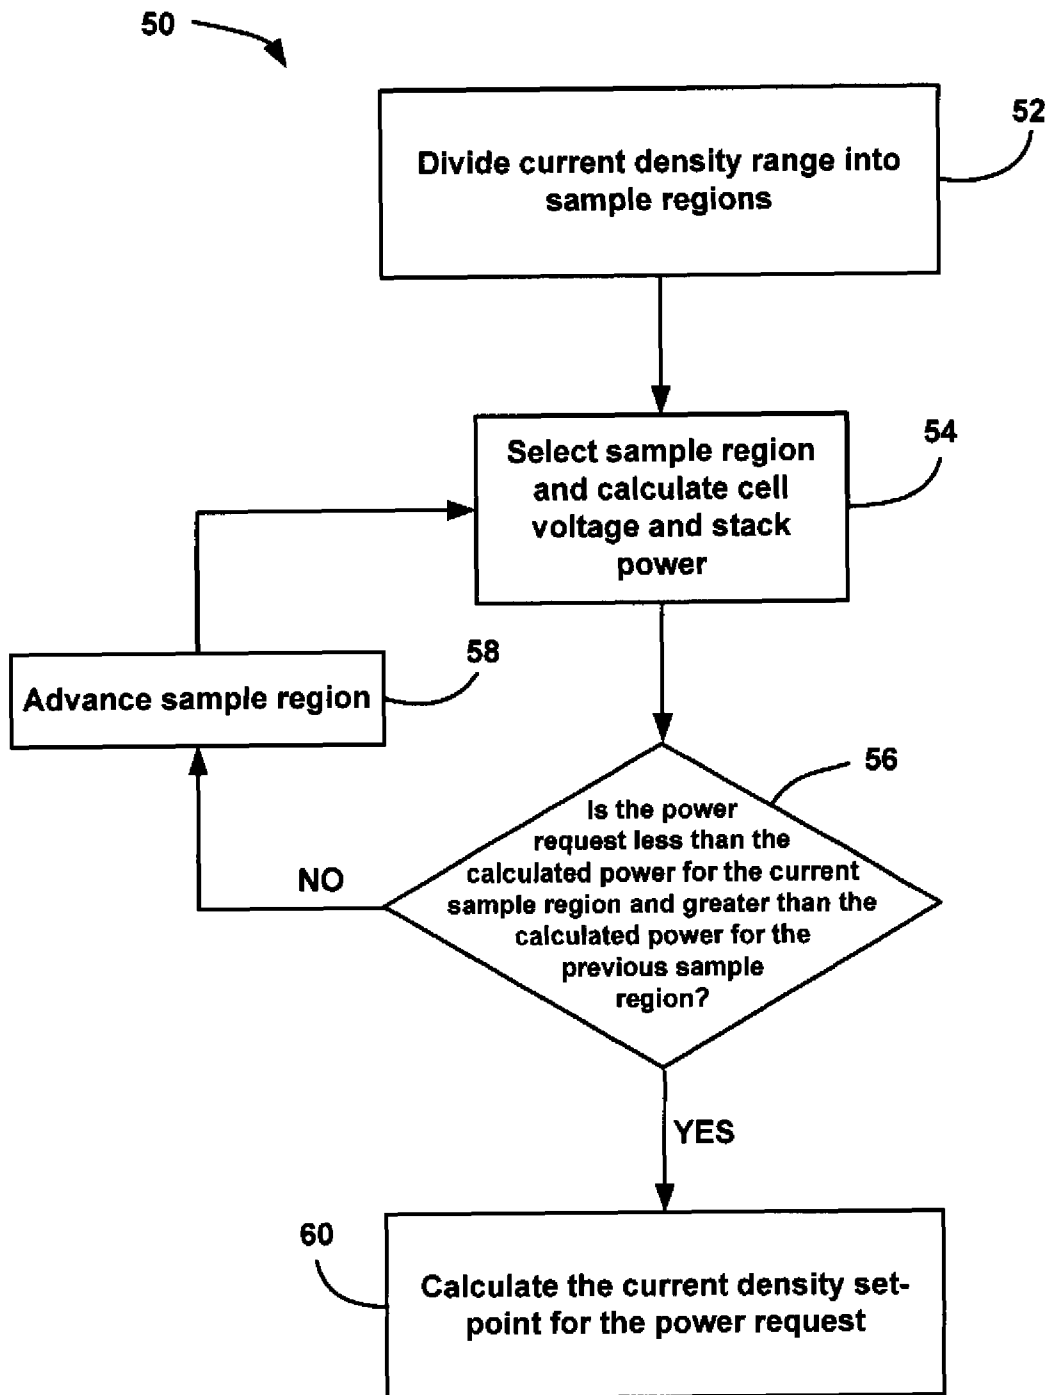 50
52
Divide current density range into
sample regions
54
Select sample region
and calculate cell
voltage and stack
power
58
Advance sample region
56
Is the power
request less than the
calculated power for the current
sample region and greater than the
calculated power for the
previous sample
region?
NO
YES
60
Calculate the current density set-
point for the power request